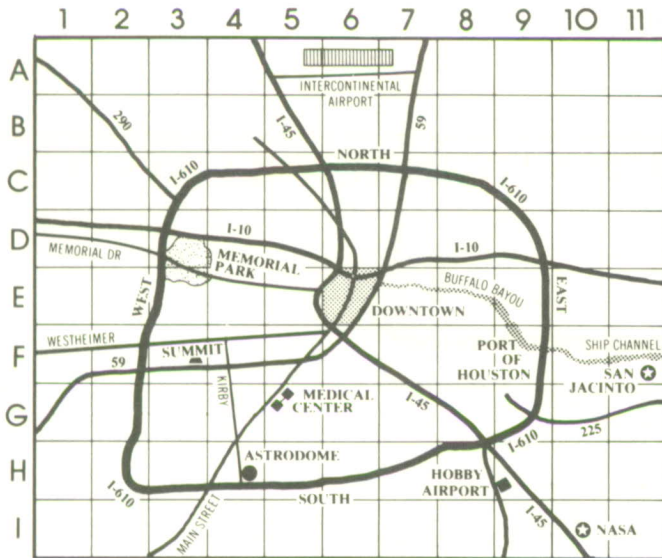 1 2 3 4 5 6 7 8 9 10 11
A
INTERCONTINENTAL
AIRPORT
B
290
I-45
59
C
I-610
NORTH
I-610
D
I-10
I-10
MEMORIAL DR
MEMORIAL
PARK
E
WEST
EAST
BUFFALO
BAYOU
DOWNTOWN
F
WESTHEIMER
SUMMIT
59
PORT
OF
HOUSTON
SHIP CHANNEL
SAN
JACINTO
G
KIRBY
MEDICAL
CENTER
I-45
I-610
225
H
ASTRODOME
I-610
SOUTH
HOBBY
AIRPORT
I
MAIN STREET
I-45
NASA